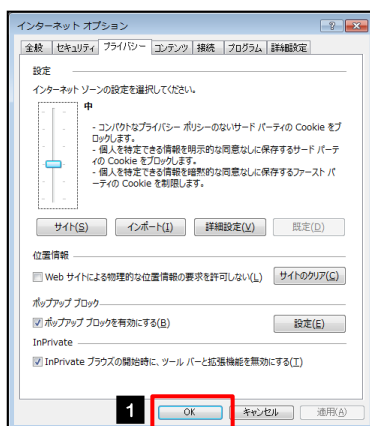 インターネット オプション
全般 セキュリティ プライバシー コンテンツ 接続 プログラム 詳細設定
設定
インターネット ゾーンの設定を選択してください。
中
- コンパクトなプライバシー ポリシーのないサード パーティの Cookie をブ
ロックします。
- 個人を特定できる情報を明示的な同意なしに保存するサード パーテ
ィの Cookie をブロックします。
- 個人を特定できる情報を暗黙的な同意なしに保存するファースト パ
ーティの Cookie を制限します。
サイト(S) インポート(I) 詳細設定(V) 既定(D)
位置情報
Web サイトによる物理的な位置情報の要求を許可しない(L) サイトのクリア(C)
ポップアップ ブロック
ポップアップ ブロックを有効にする(B) 設定(E)
InPrivate
InPrivate ブラウズの開始時に、ツール バーと拡張機能を無効にする(T)
1 OK キャンセル 適用(A)